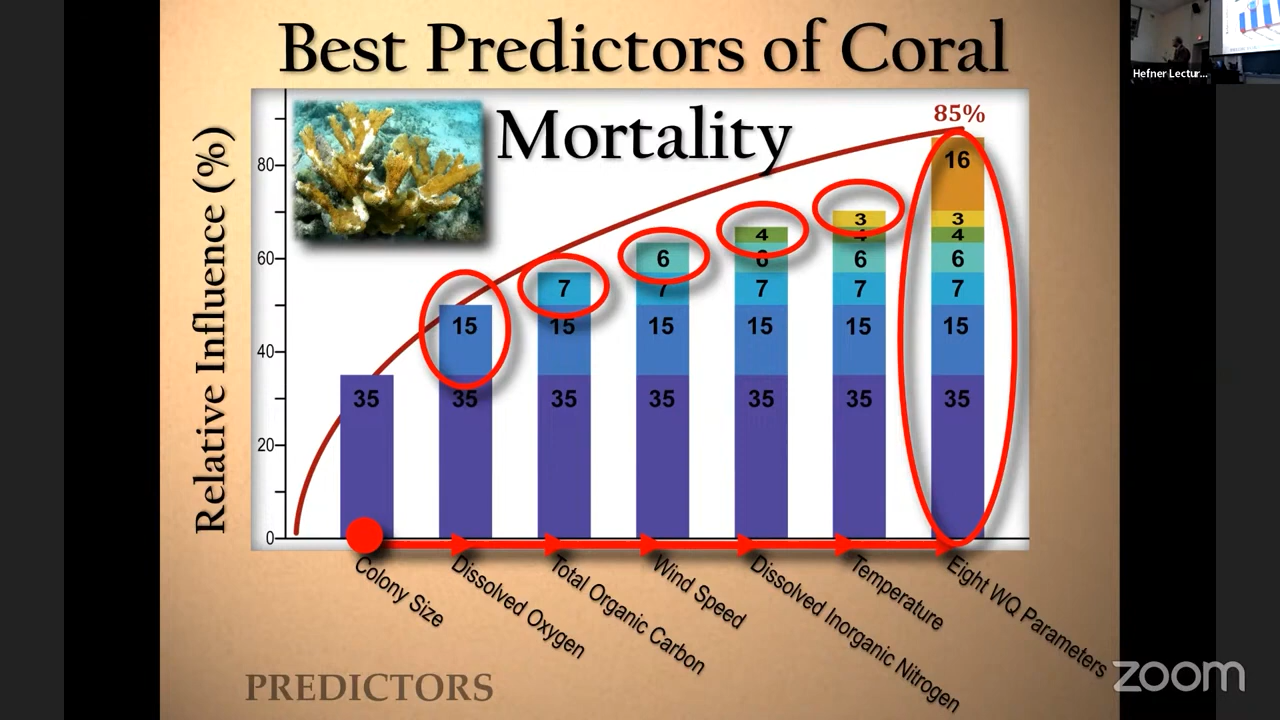 Best Predictors of Coral
Mortality
Hefner Lectur...
Relative Influence (%)
85%
80
60
40
20
0
35
15
35
7
15
35
6
7
15
35
4
6
7
15
35
3
4
6
7
15
35
16
3
4
6
7
15
35
Colony Size
Dissolved Oxygen
Total Organic Carbon
Wind Speed
Dissolved Inorganic Nitrogen
Temperature
Eight WQ Parameters
PREDICTORS
zoom